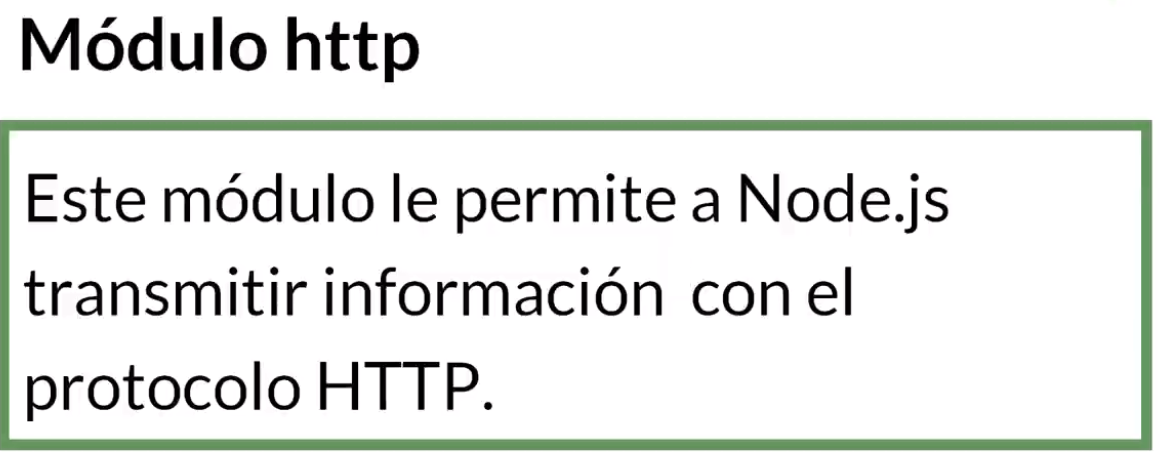 Módulo http
Este módulo le permite a Node.js
transmitir información con el
protocolo HTTP.